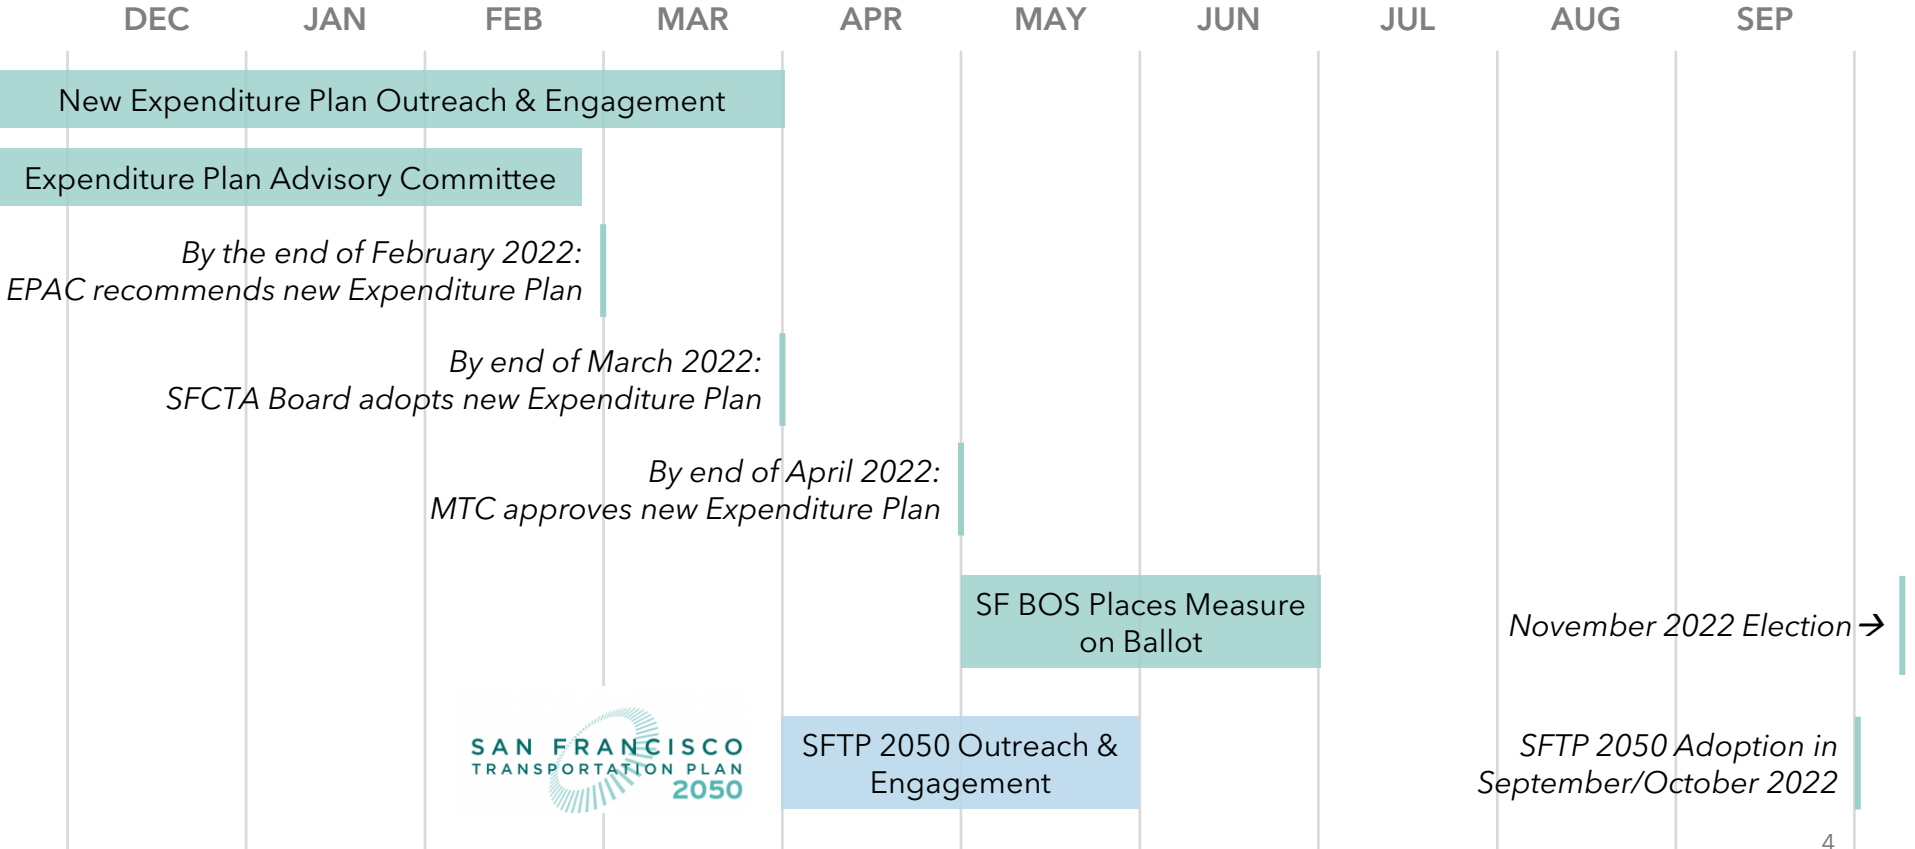 DEC JAN FEB MAR APR MAY JUN JUL AUG SEP
New Expenditure Plan Outreach & Engagement
Expenditure Plan Advisory Committee
By the end of February 2022:
EPAC recommends new Expenditure Plan
By end of March 2022:
SFCTA Board adopts new Expenditure Plan
By end of April 2022:
MTC approves new Expenditure Plan
SF BOS Places Measure
on Ballot
November 2022 Election→
SAN FRANCISCO
TRANSPORTATION PLAN
2050
SFTP 2050 Outreach &
Engagement
SFTP 2050 Adoption in
September/October 2022
4